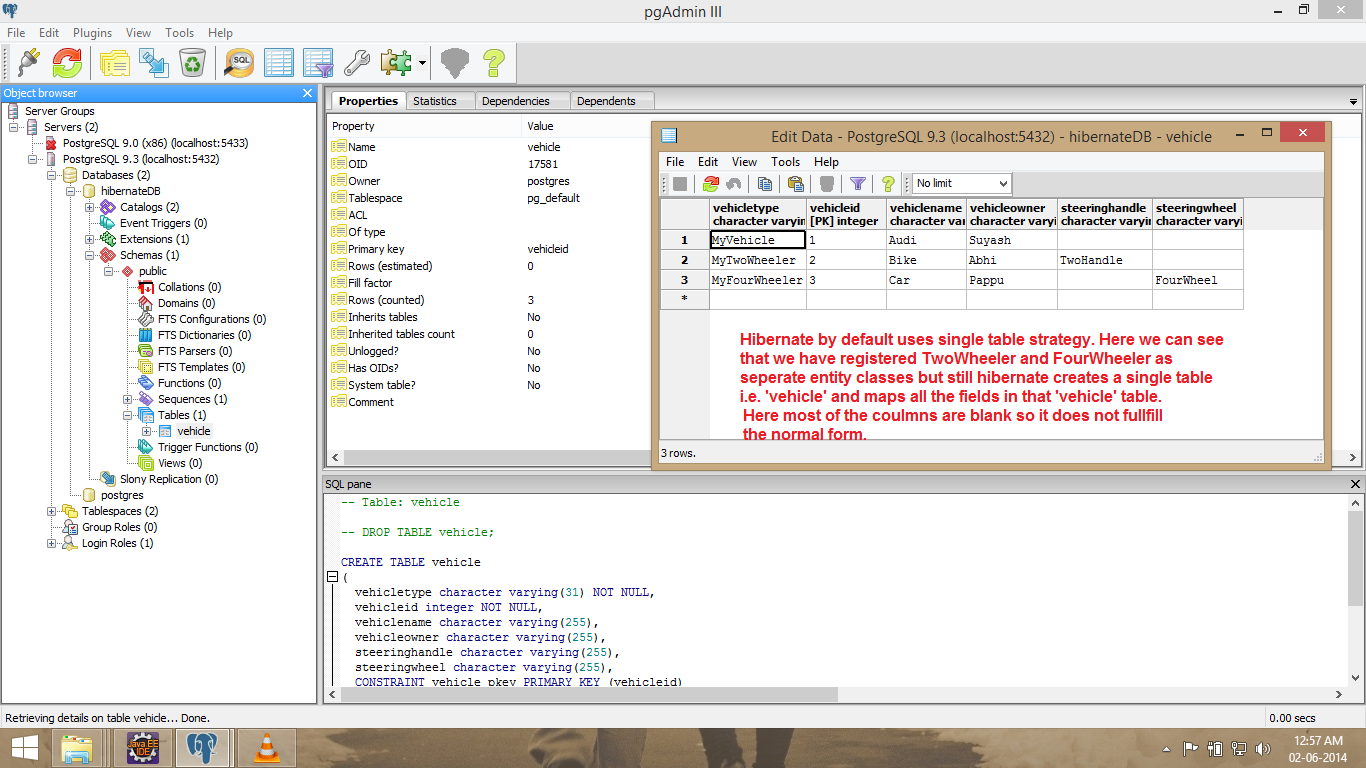 pgAdmin III
File Edit Plugins View Tools Help
Object browser
Server Groups
Servers (2)
PostgreSQL 9.0 (x86) (localhost:5433)
PostgreSQL 9.3 (localhost:5432)
Databases (2)
hibernateDB
Catalogs (2)
Event Triggers (0)
Extensions (1)
Schemas (1)
public
Collations (0)
Domains (0)
FTS Configurations (0)
FTS Dictionaries (0)
FTS Parsers (0)
FTS Templates (0)
Functions (0)
Sequences (1)
Tables (1)
vehicle
Trigger Functions (0)
Views (0)
Slony Replication (0)
postgres
Tablespaces (2)
Group Roles (0)
Login Roles (1)
Properties Statistics Dependencies Dependents
Property Value
Name vehicle
OID 17581
Owner postgres
Tablespace pg_default
ACL
Of type
Primary key vehicleid
Rows (estimated) 0
Fill factor
Rows (counted) 3
Inherits tables No
Inherited tables count 0
Unlogged? No
Has OIDs? No
System table? No
Comment
Edit Data - PostgreSQL 9.3 (localhost:5432) - hibernateDB - vehicle
File Edit View Tools Help
SQL
No limit
vehicletype vehicleid vehiclename vehicleowner steeringhandle steeringwheel
character varyin [PK] integer character var character varyi character varyin character varyi
1 MyVehicle 1 Audi Suyash
2 MyTwoWheeler 2 Bike Abhi TwoHandle
3 MyFourWheeler 3 Car Pappu FourWheel
*
Hibernate by default uses single table strategy. Here we can see
that we have registered TwoWheeler and FourWheeler as
seperate entity classes but still hibernate creates a single table
i.e. 'vehicle' and maps all the fields in that 'vehicle' table.
Here most of the coulmns are blank so it does not fullfill
the normal form.
3 rows.
SQL pane
-- Table: vehicle
-- DROP TABLE vehicle;
CREATE TABLE vehicle
(
vehicletype character varying(31) NOT NULL,
vehicleid integer NOT NULL,
vehiclename character varying(255),
vehicleowner character varying(255),
steeringhandle character varying(255),
steeringwheel character varying(255),
CONSTRAINT vehicle_pkey PRIMARY KEY (vehicleid)
Retrieving details on table vehicle... Done.
0.00 secs
Java EE
IDE
12:57 AM
02-06-2014